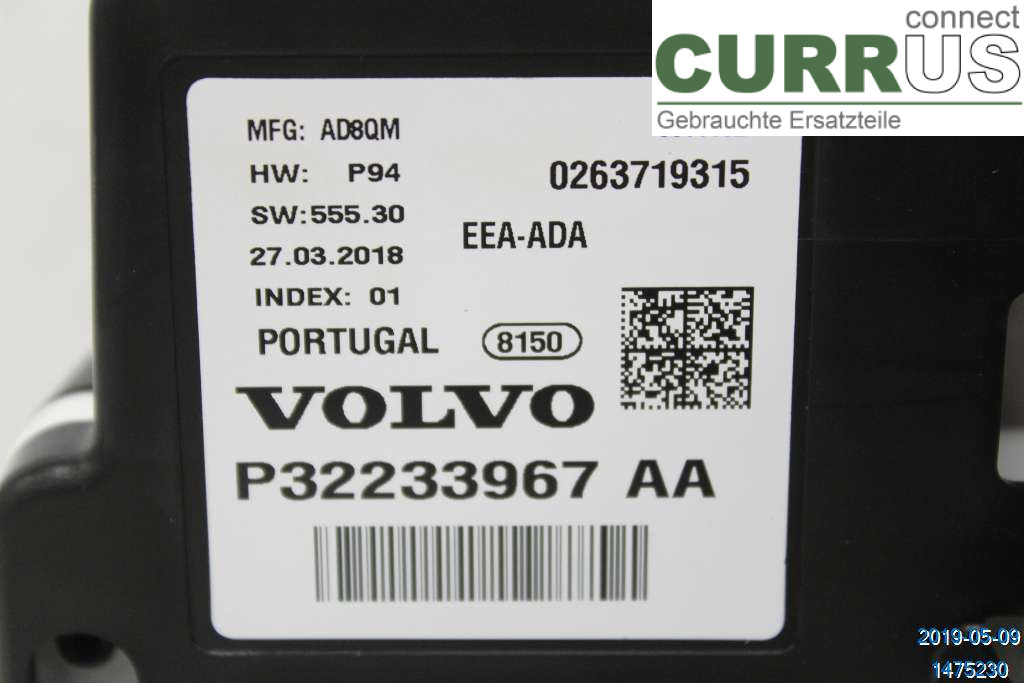 connect
CURRUS
Gebrauchte Ersatzteile
MFG: AD8QM
HW: P94
0263719315
SW:555.30
EEA-ADA
27.03.2018
INDEX: 01
PORTUGAL
8150
VOLVO
P32233967 AA
2019-05-09
1475230